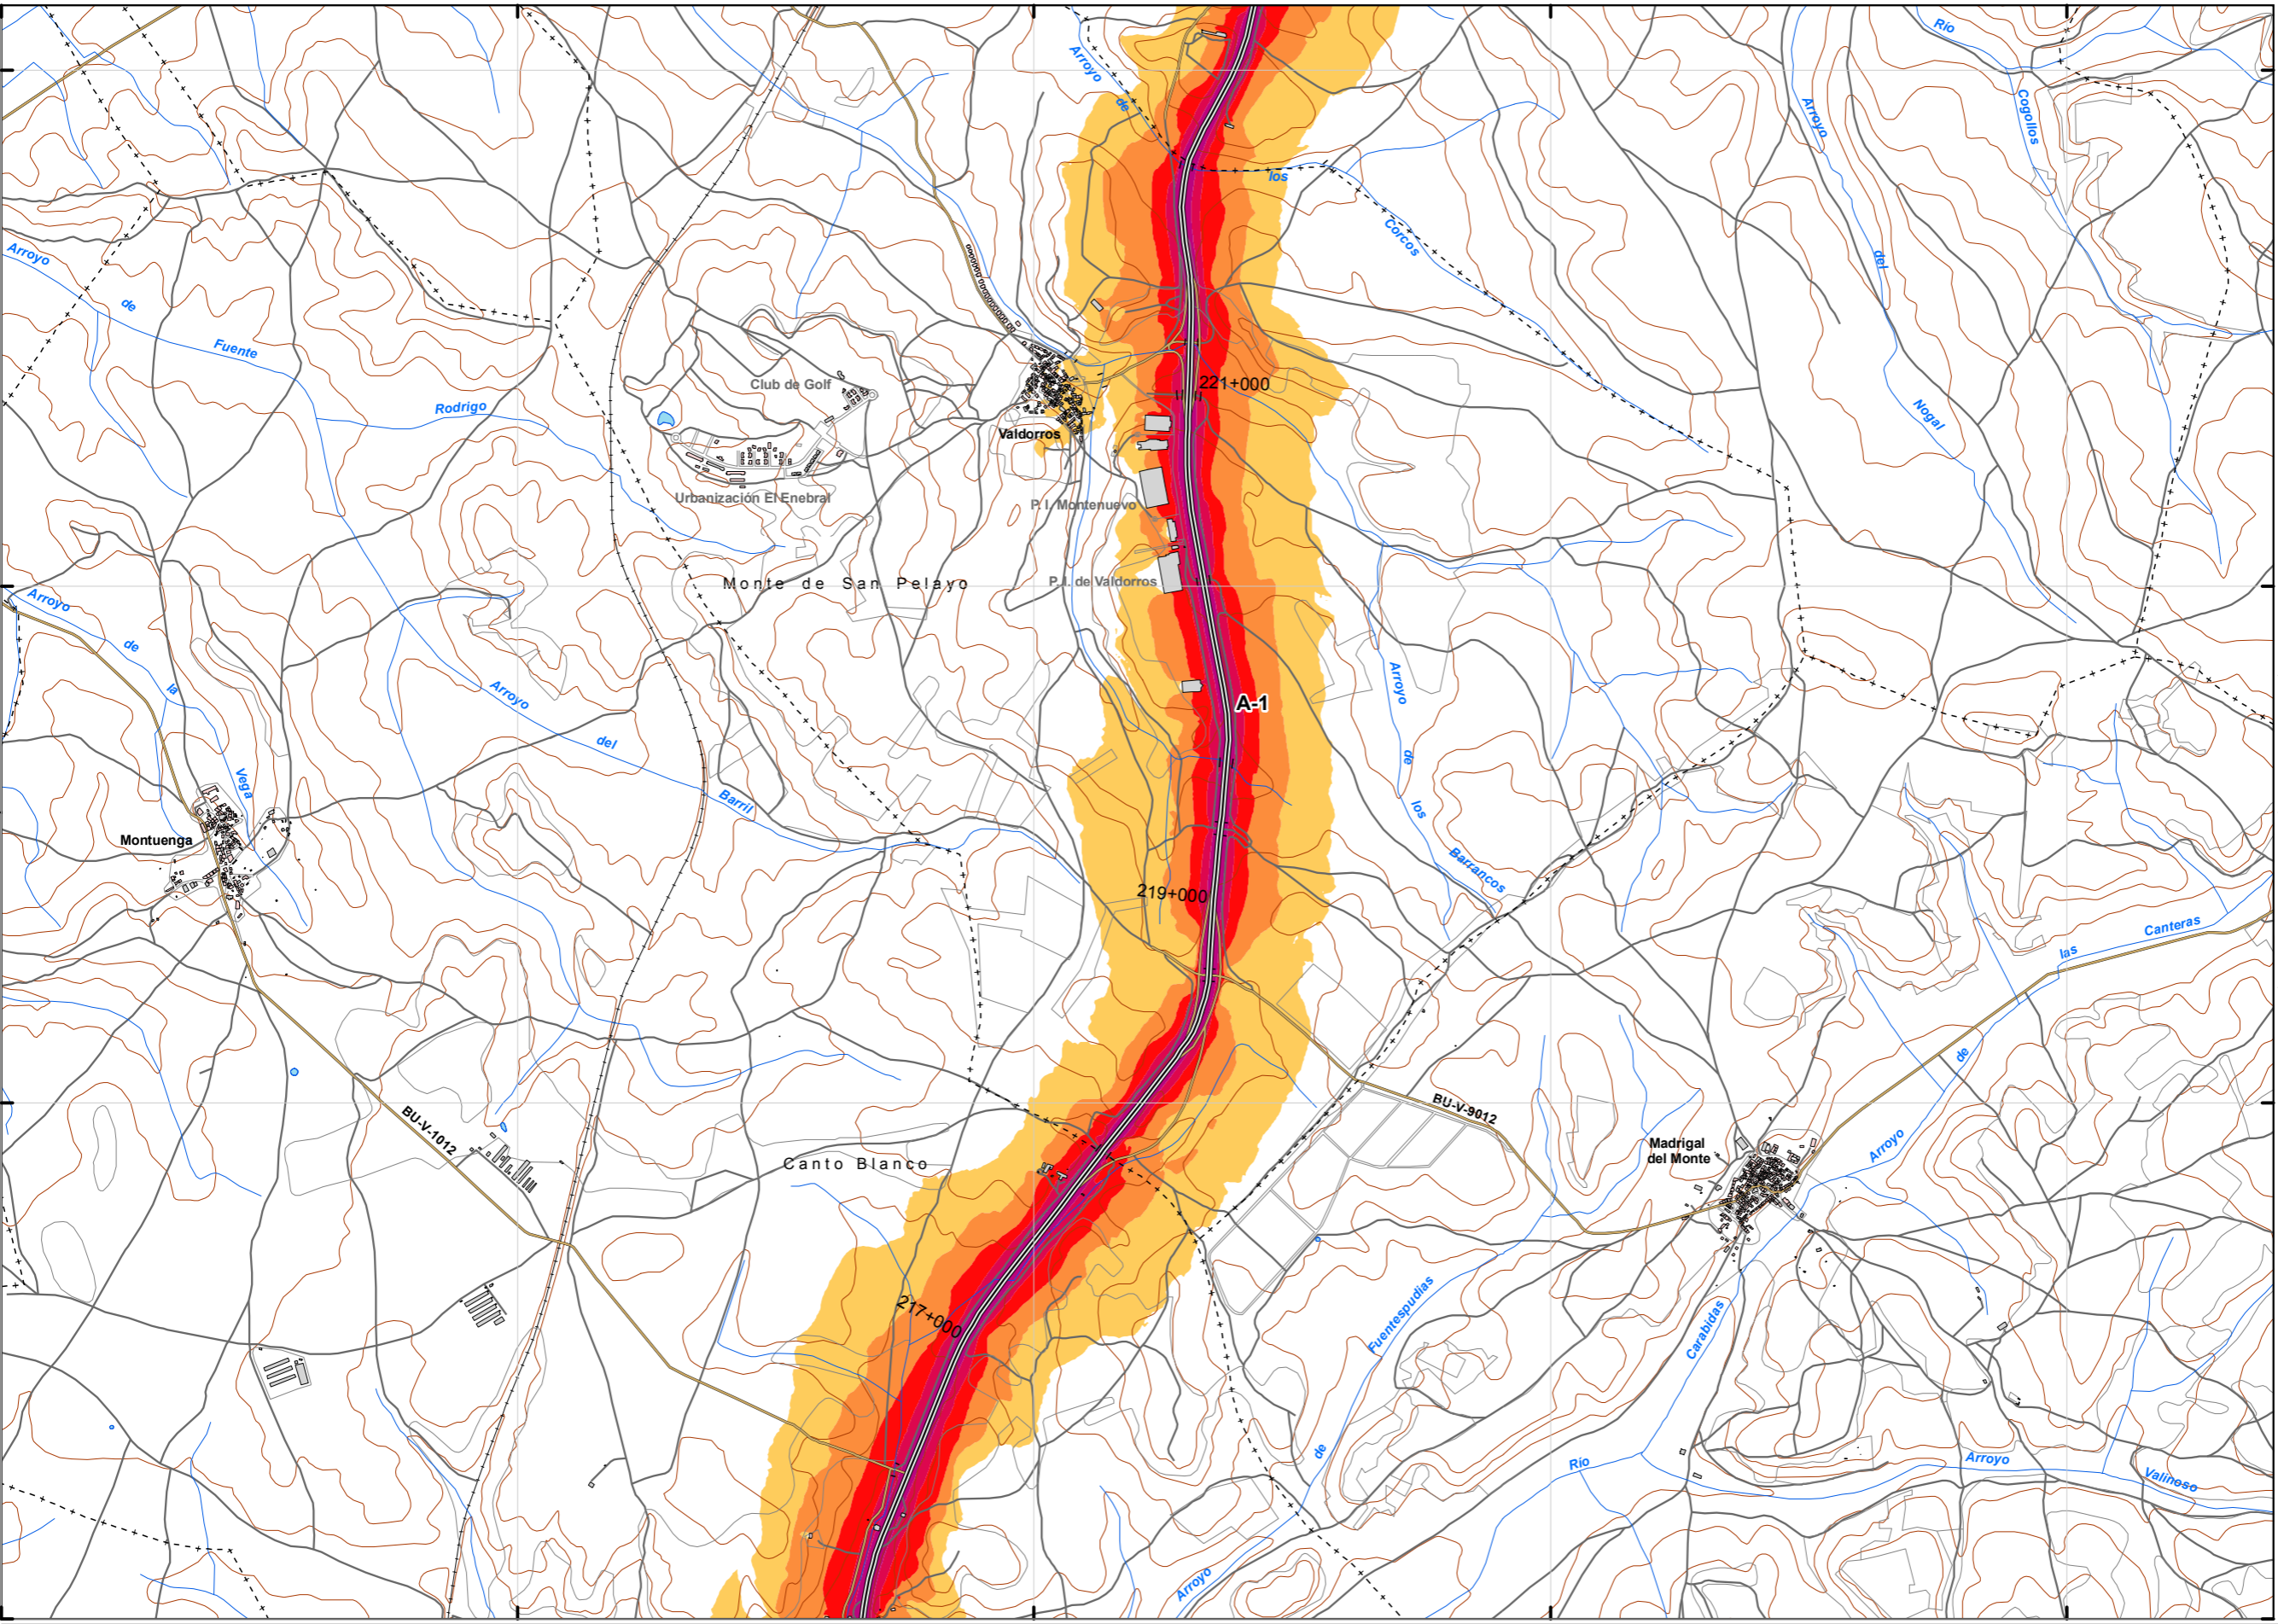 Río
Cogollos
Arroyo
de
los
Corcos
Arroyo
del
Nogal
Arroyo
de
Fuente
Rodrigo
Club de Golf
Urbanización El Enebral
Valdorros
221+000
P. I. Montenuevo
P. I. de Valdorros
Monte de San Pelayo
Arroyo
de
la
Vega
Montuenga
Arroyo
del
Barril
A-1
Arroyo
de
los
Barrancos
219+000
Arroyo
de
las
Canteras
BU-V-1012
BU-V-9012
Canto Blanco
Madrigal
del Monte
217+000
Arroyo
de
Fuentespudias
Río
Carabidas
Arroyo
Valinoso